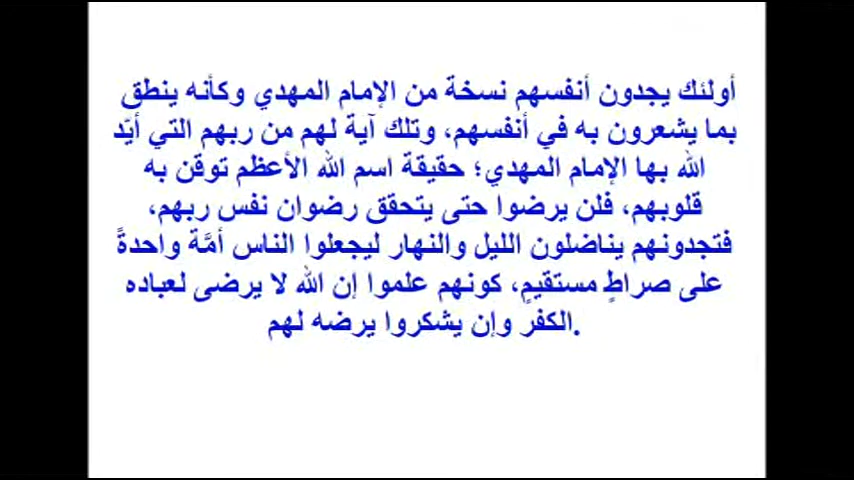 أولئك يجدون أنفسهم نسخة من الإمام المهدي وكأنه ينطق
بما يشعرون به في أنفسهم، وتلك آية لهم من ربهم التي أيّد
الله بها الإمام المهدي؛ حقيقة اسم الله الأعظم توقن به
قلوبهم، فلن يرضوا حتى يتحقق رضوان نفس ربهم،
فتجدونهم يناضلون الليل والنهار ليجعلوا الناس أمَّة واحدةً
على صراطٍ مستقيمٍ، كونهم علموا إن الله لا يرضى لعباده
الكفر وإن يشكروا يرضه لهم.